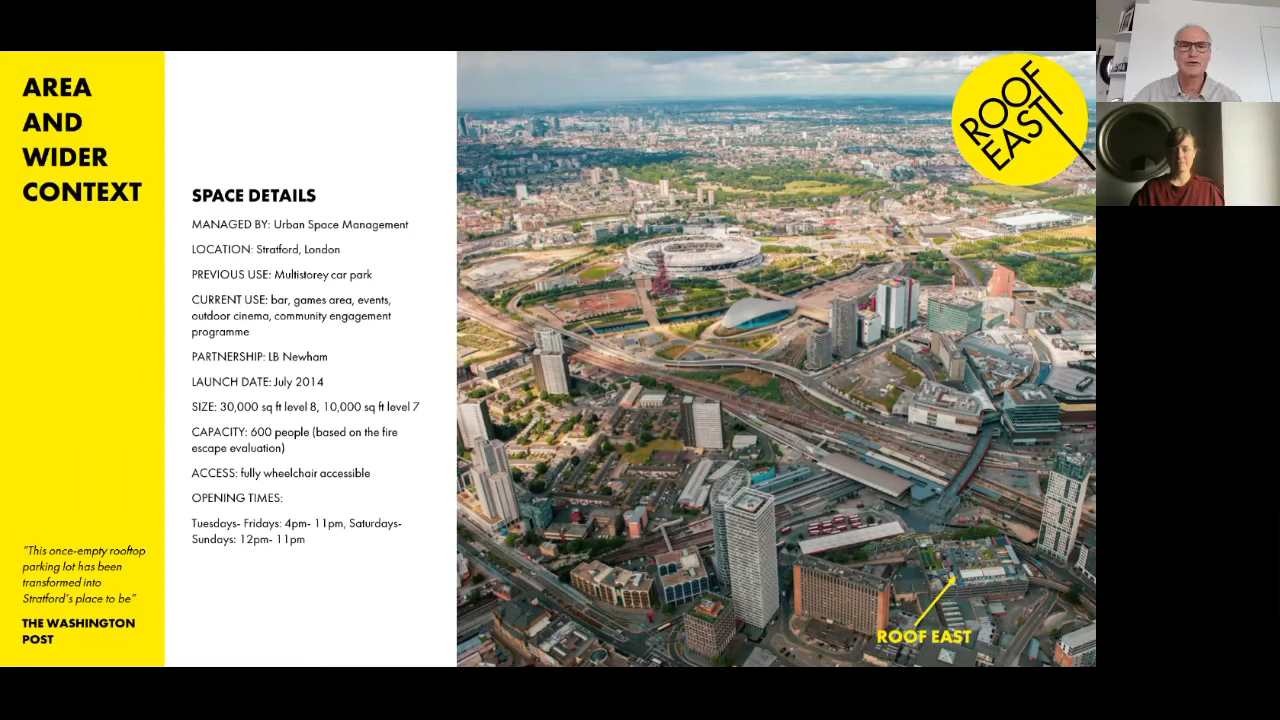 AREA
AND
WIDER
CONTEXT
"This once-empty rooftop
parking lot has been
transformed into
Stratford's place to be"
THE WASHINGTON
POST
SPACE DETAILS
MANAGED BY: Urban Space Management
LOCATION: Stratford, London
PREVIOUS USE: Multistorey car park
CURRENT USE: bar, games area, events,
outdoor cinema, community engagement
programme
PARTNERSHIP: LB Newham
LAUNCH DATE: July 2014
SIZE: 30,000 sq ft level 8, 10,000 sq ft level 7
CAPACITY: 600 people (based on the fire
escape evaluation)
ACCESS: fully wheelchair accessible
OPENING TIMES:
Tuesdays- Fridays: 4pm- 11pm, Saturdays-
Sundays: 12pm- 11pm
ROOF
EAST
ROOF EAST